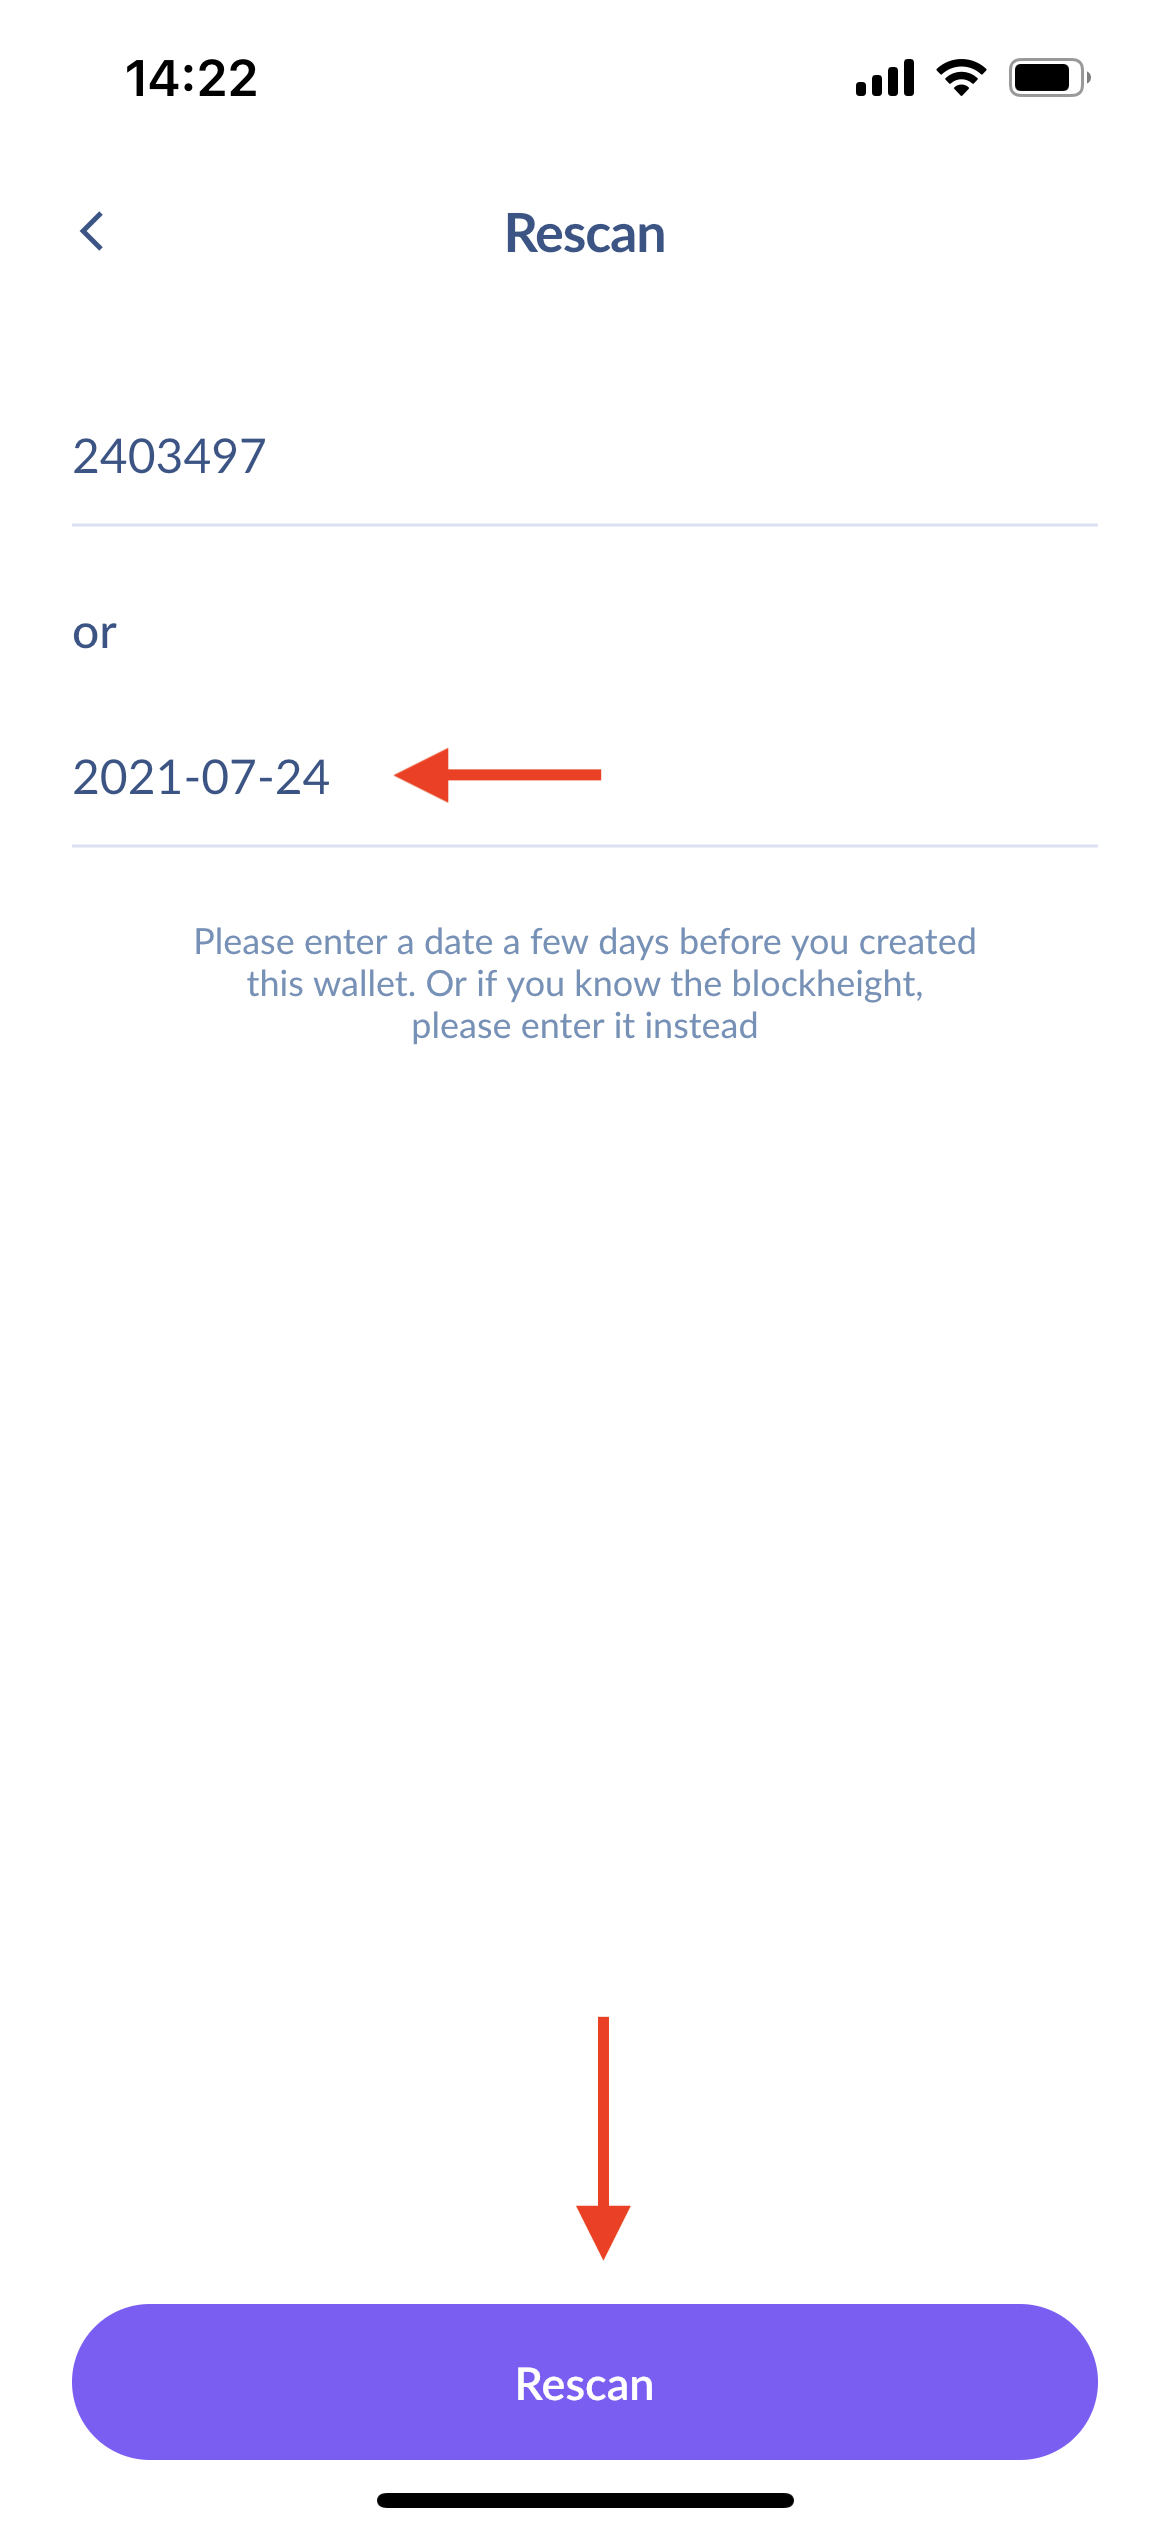 14:22
Rescan
2403497
or
2021-07-24
Please enter a date a few days before you created
this wallet. Or if you know the blockheight,
please enter it instead
Rescan